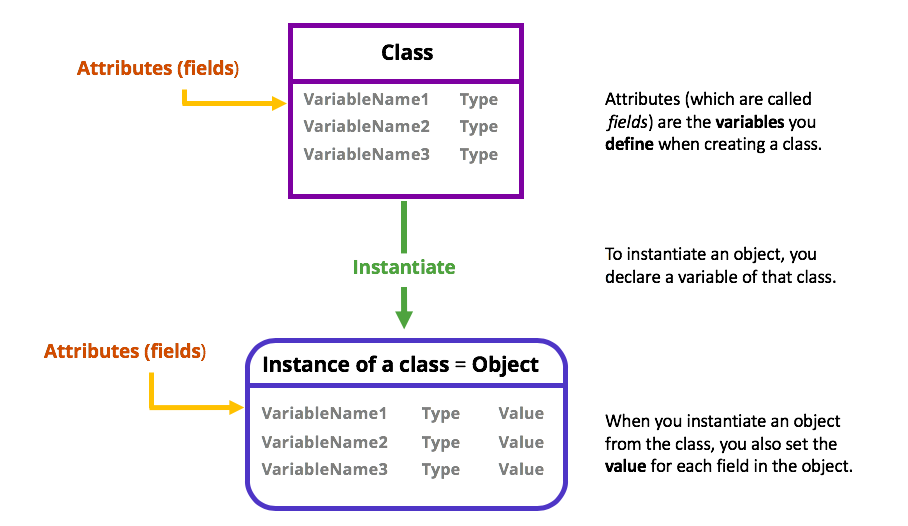 Class
Attributes (fields)
VariableName1 Type
VariableName2 Type
VariableName3 Type
Attributes (which are called
fields) are the variables you
define when creating a class.
Instantiate
To instantiate an object, you
declare a variable of that class.
Attributes (fields)
Instance of a class = Object
VariableName1 Type Value
VariableName2 Type Value
VariableName3 Type Value
When you instantiate an object
from the class, you also set the
value for each field in the object.